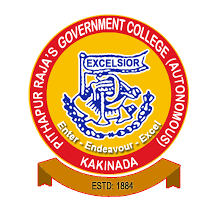 PITHAPUR RAJA'S GOVERNMENT COLLEGE (AUTONOMOUS)
EXCELSIOR
Enter - Endeavour - Excel
KAKINADA
ESTD: 1884